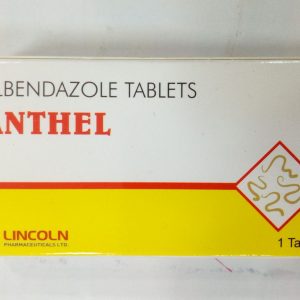 LBENDAZOLE TABLETS
ANTHEL
LINCOLN
PHARMACEUTICALS LTD.
1 Ta